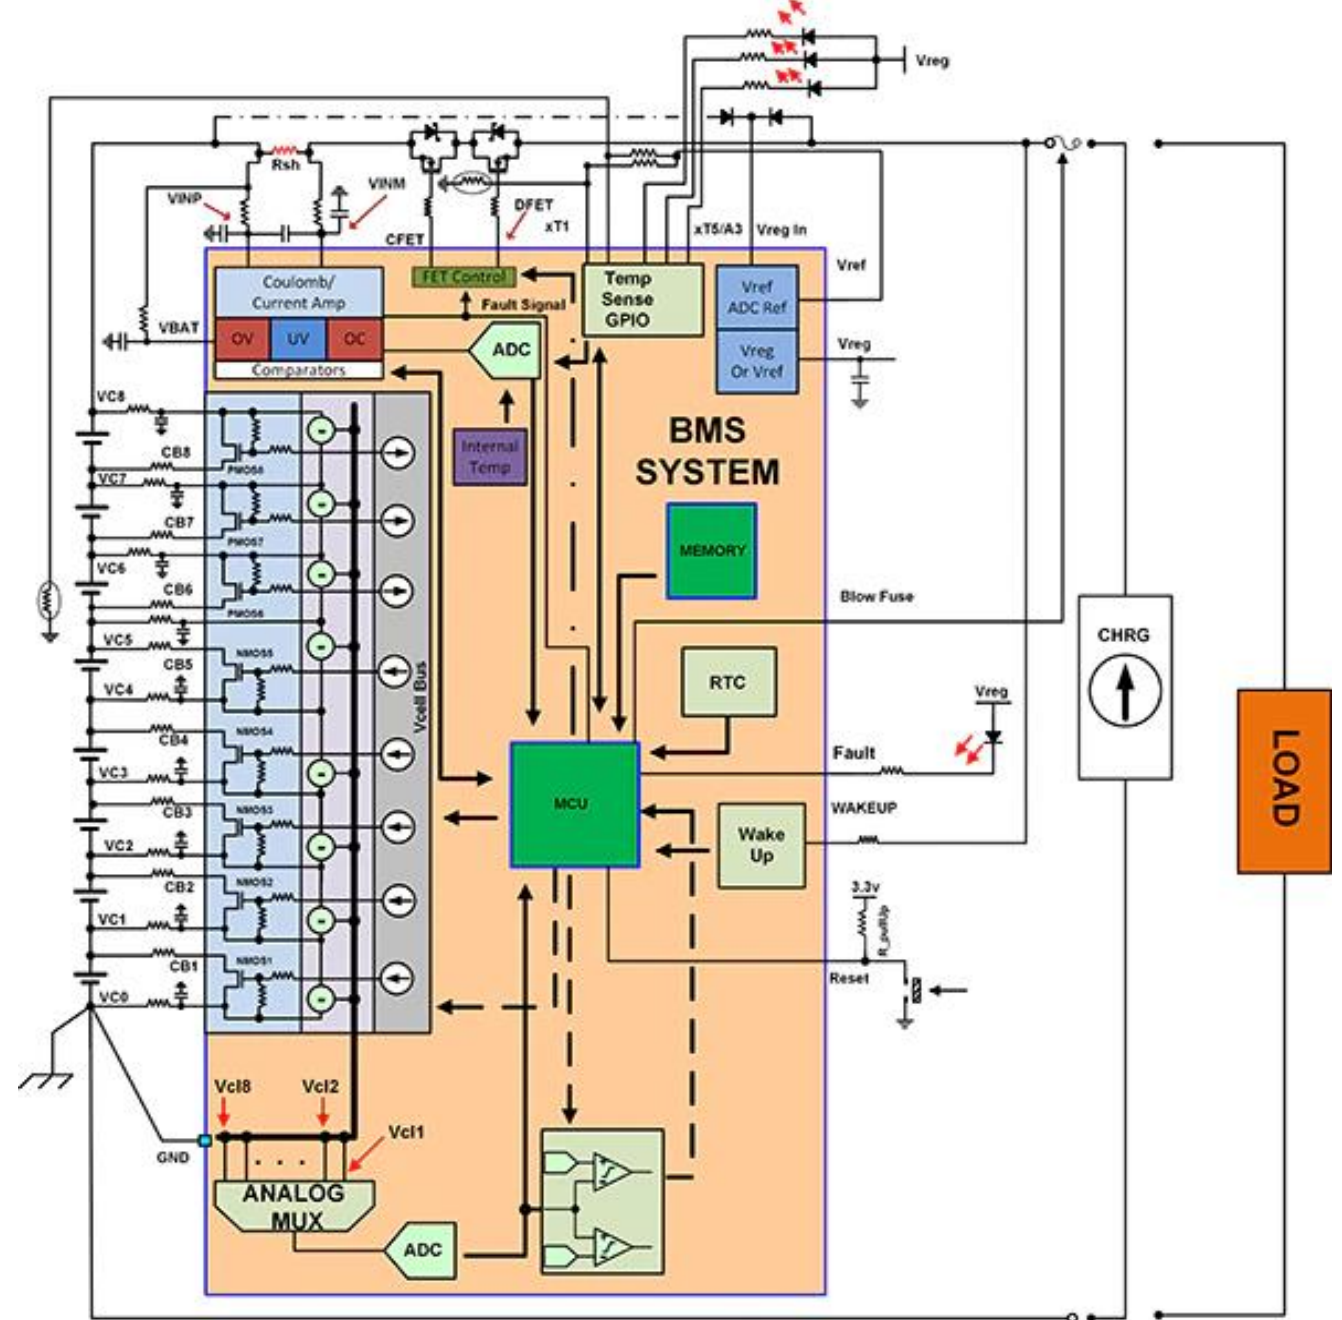 Vreg
Rsh
VINP
VINM
CFET
DFET
xT1
xT5/A3
Vreg In
Vref
Coulomb/
Current Amp
FET Control
Fault Signal
Temp
Sense
GPIO
Vref
ADC Ref
Vreg
Or Vref
Vreg
VBAT
OV
UV
OC
Comparators
ADC
Internal
Temp
BMS
SYSTEM
MEMORY
VC8
CB8
PMOS8
VC7
CB7
PMOS7
VC6
CB6
PMOS6
VC5
CB5
NMOS5
VC4
CB4
NMOS4
VC3
CB3
NMOS3
VC2
CB2
NMOS2
VC1
CB1
NMOS1
VC0
-
-
-
-
-
-
-
-
Vcell Bus
Blow Fuse
RTC
MCU
Fault
Vreg
WAKEUP
Wake
Up
3.3v
R_pullUp
Reset
CHRG
LOAD
Vcl8
Vcl2
Vcl1
GND
. . .
ANALOG
MUX
ADC